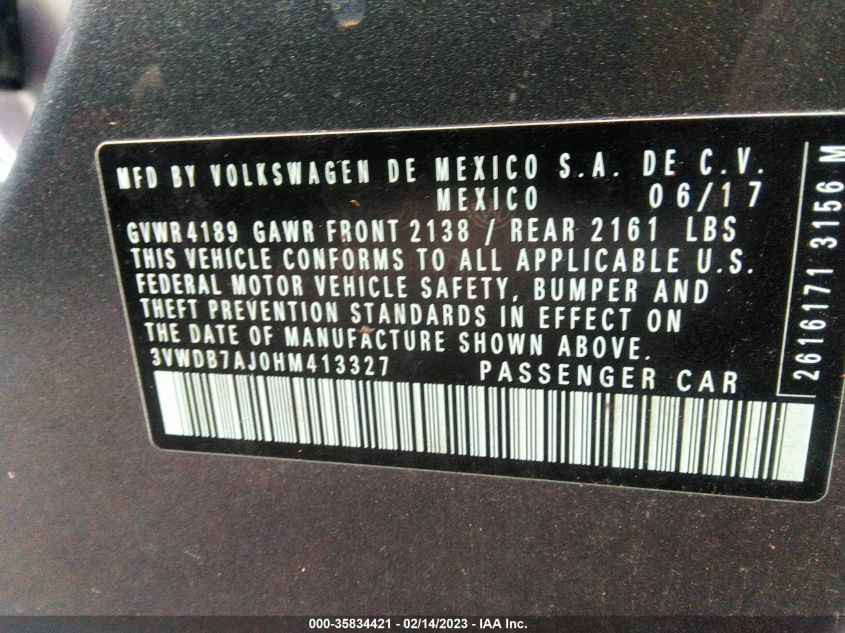 MFD BY VOLKSWAGEN DE MEXICO S.A. DE C.V.
MEXICO 06/17
GVWR 4189 GAWR FRONT 2138 / REAR 2161 LBS
THIS VEHICLE CONFORMS TO ALL APPLICABLE U.S.
FEDERAL MOTOR VEHICLE SAFETY, BUMPER AND
THEFT PREVENTION STANDARDS IN EFFECT ON
THE DATE OF MANUFACTURE SHOWN ABOVE.
3VWDB7AJ0HM413327 PASSENGER CAR
2616171 3156 M
000-35834421 - 02/14/2023 - IAA Inc.